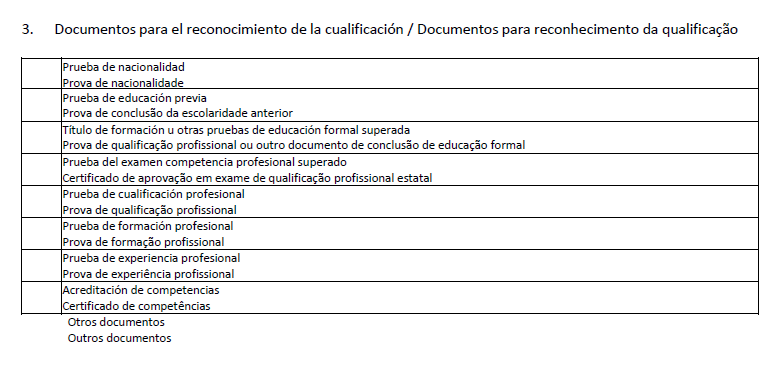 3. Documentos para el reconocimiento de la cualificación / Documentos para reconhecimento da qualificação
Prueba de nacionalidad
Prova de nacionalidade
Prueba de educación previa
Prova de conclusão da escolaridade anterior
Título de formación u otras pruebas de educación formal superada
Prova de qualificação profissional ou outro documento de conclusão de educação formal
Prueba del examen competencia profesional superado
Certificado de aprovação em exame de qualificação profissional estatal
Prueba de cualificación profesional
Prova de qualificação profissional
Prueba de formación profesional
Prova de formação profissional
Prueba de experiencia profesional
Prova de experiência profissional
Acreditación de competencias
Certificado de competências
Otros documentos
Outros documentos